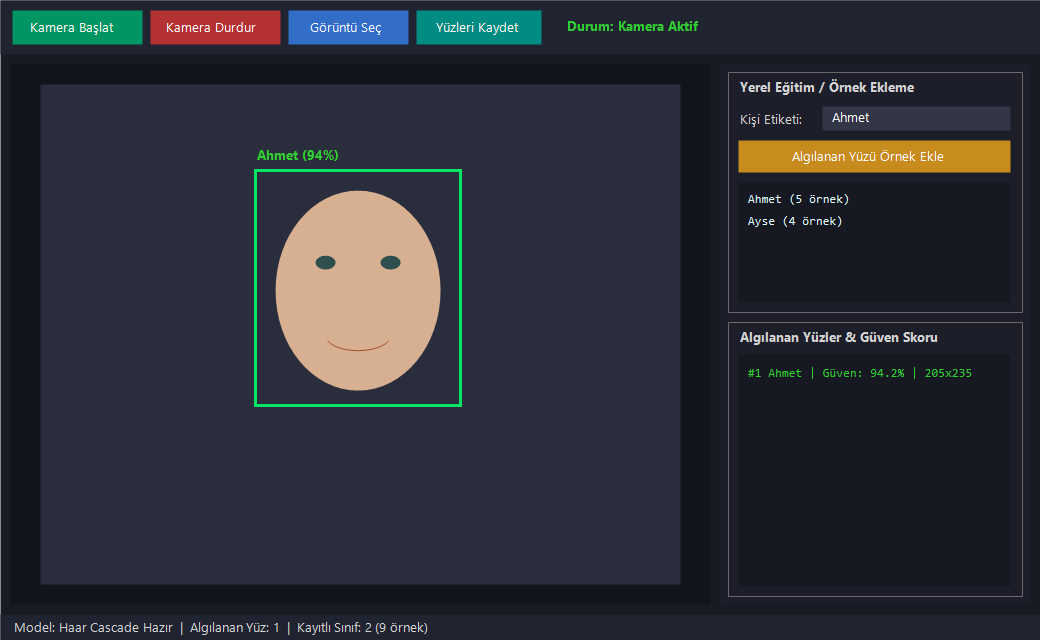 Kamera Başlat
Kamera Durdur
Görüntü Seç
Yüzleri Kaydet
Durum: Kamera Aktif
Ahmet (94%)
Yerel Eğitim / Örnek Ekleme
Kişi Etiketi: Ahmet
Algılanan Yüzü Örnek Ekle
Ahmet (5 örnek)
Ayse (4 örnek)
Algılanan Yüzler & Güven Skoru
#1 Ahmet | Güven: 94.2% | 205x235
Model: Haar Cascade Hazır | Algılanan Yüz: 1 | Kayıtlı Sınıf: 2 (9 örnek)